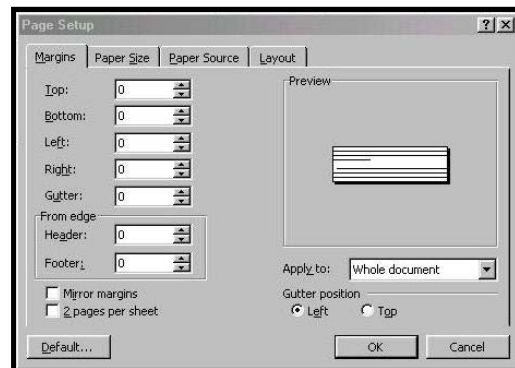 Page Setup
Margins Paper Size Paper Source Layout
Top: 0
Bottom: 0
Left: 0
Right: 0
Gutter: 0
From edge
Header: 0
Footer: 0
Mirror margins
2 pages per sheet
Preview
Apply to: Whole document
Gutter position
Left Top
Default... OK Cancel